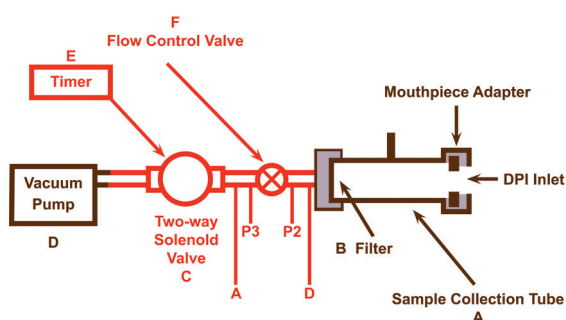 F
Flow Control Valve
E
Timer
Mouthpiece Adapter
Vacuum
Pump
DPI Inlet
D
Two-way
Solenold
Valve
C
P3
P2
A
D
B Filter
Sample Collection Tube
A